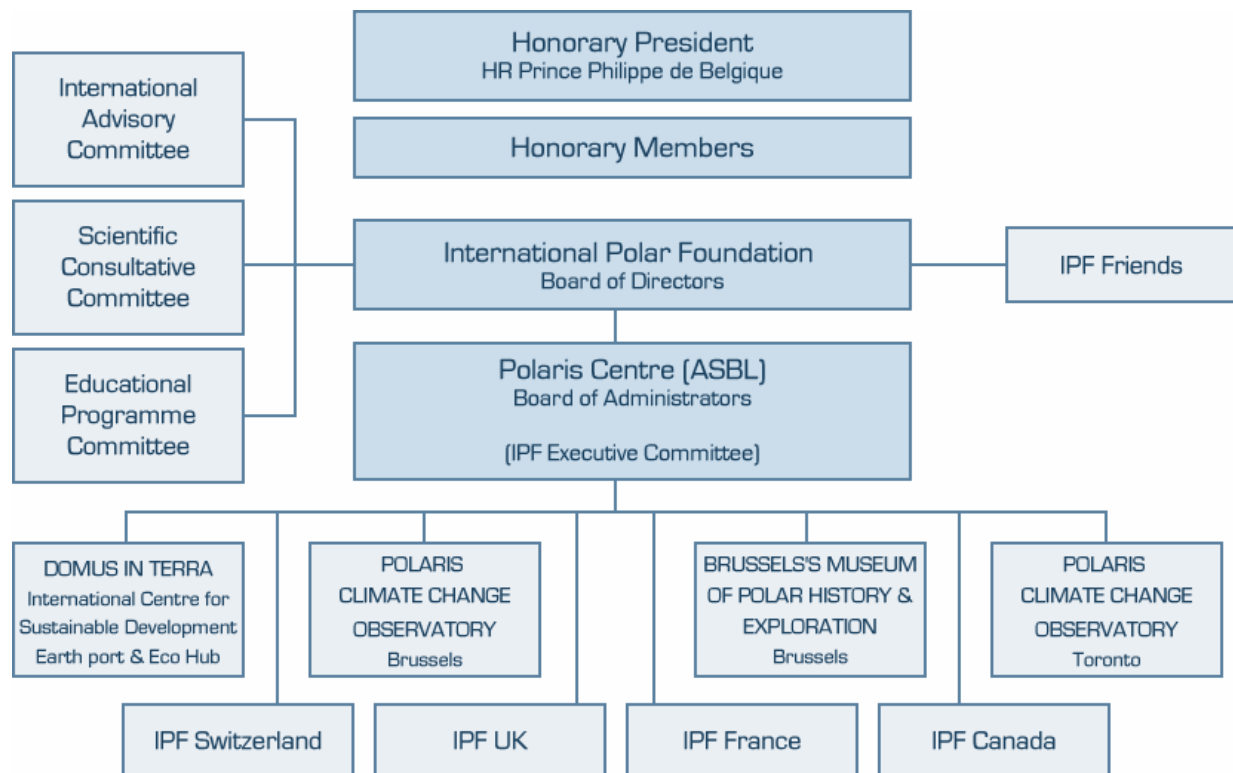 Honorary President
HR Prince Philippe de Belgique
Honorary Members
International
Advisory
Committee
Scientific
Consultative
Committee
Educational
Programme
Committee
International Polar Foundation
Board of Directors
IPF Friends
Polaris Centre (ASBL)
Board of Administrators
(IPF Executive Committee)
DOMUS IN TERRA
International Centre for
Sustainable Development
Earth port & Eco Hub
POLARIS
CLIMATE CHANGE
OBSERVATORY
Brussels
BRUSSELS'S MUSEUM
OF POLAR HISTORY &
EXPLORATION
Brussels
POLARIS
CLIMATE CHANGE
OBSERVATORY
Toronto
IPF Switzerland
IPF UK
IPF France
IPF Canada